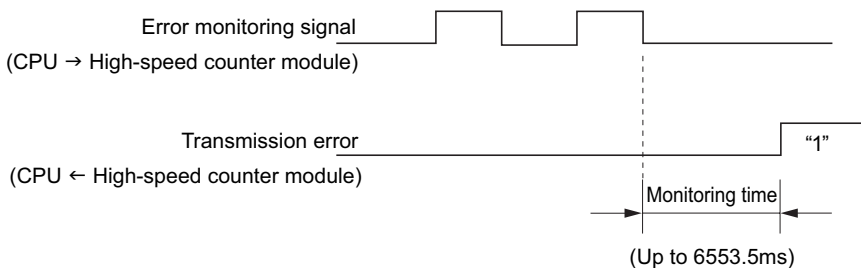 Error monitoring signal
(CPU → High-speed counter module)
Transmission error
(CPU ← High-speed counter module)
“1”
Monitoring time
(Up to 6553.5ms)